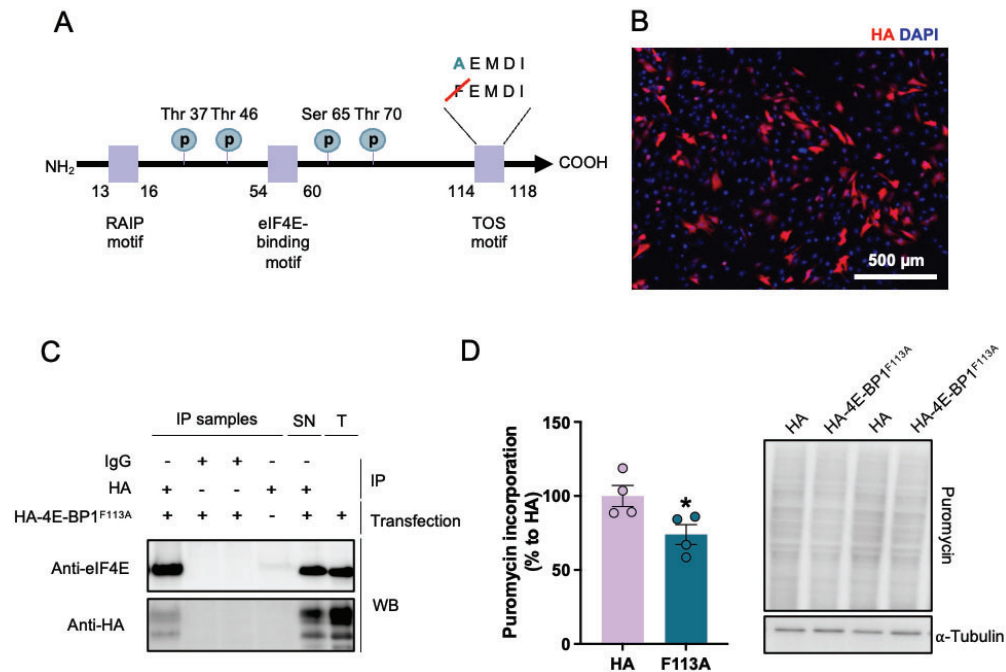 A
A E M D I
F E M D I
Thr 37 Thr 46 Ser 65 Thr 70
p p p p
NH2 COOH
13 16 54 60 114 118
RAIP
motif
eIF4E-
binding
motif
TOS
motif
B
HA DAPI
500 µm
C
IP samples SN T
IgG - + + - -
HA + - - + + IP
HA-4E-BP1F113A + + + - + + Transfection
Anti-eIF4E
Anti-HA
WB
D
Puromycin incorporation
(% to HA)
150
100
50
0
*
HA F113A
HA HA-4E-BP1F113A HA HA-4E-BP1F113A
Puromycin
α-Tubulin